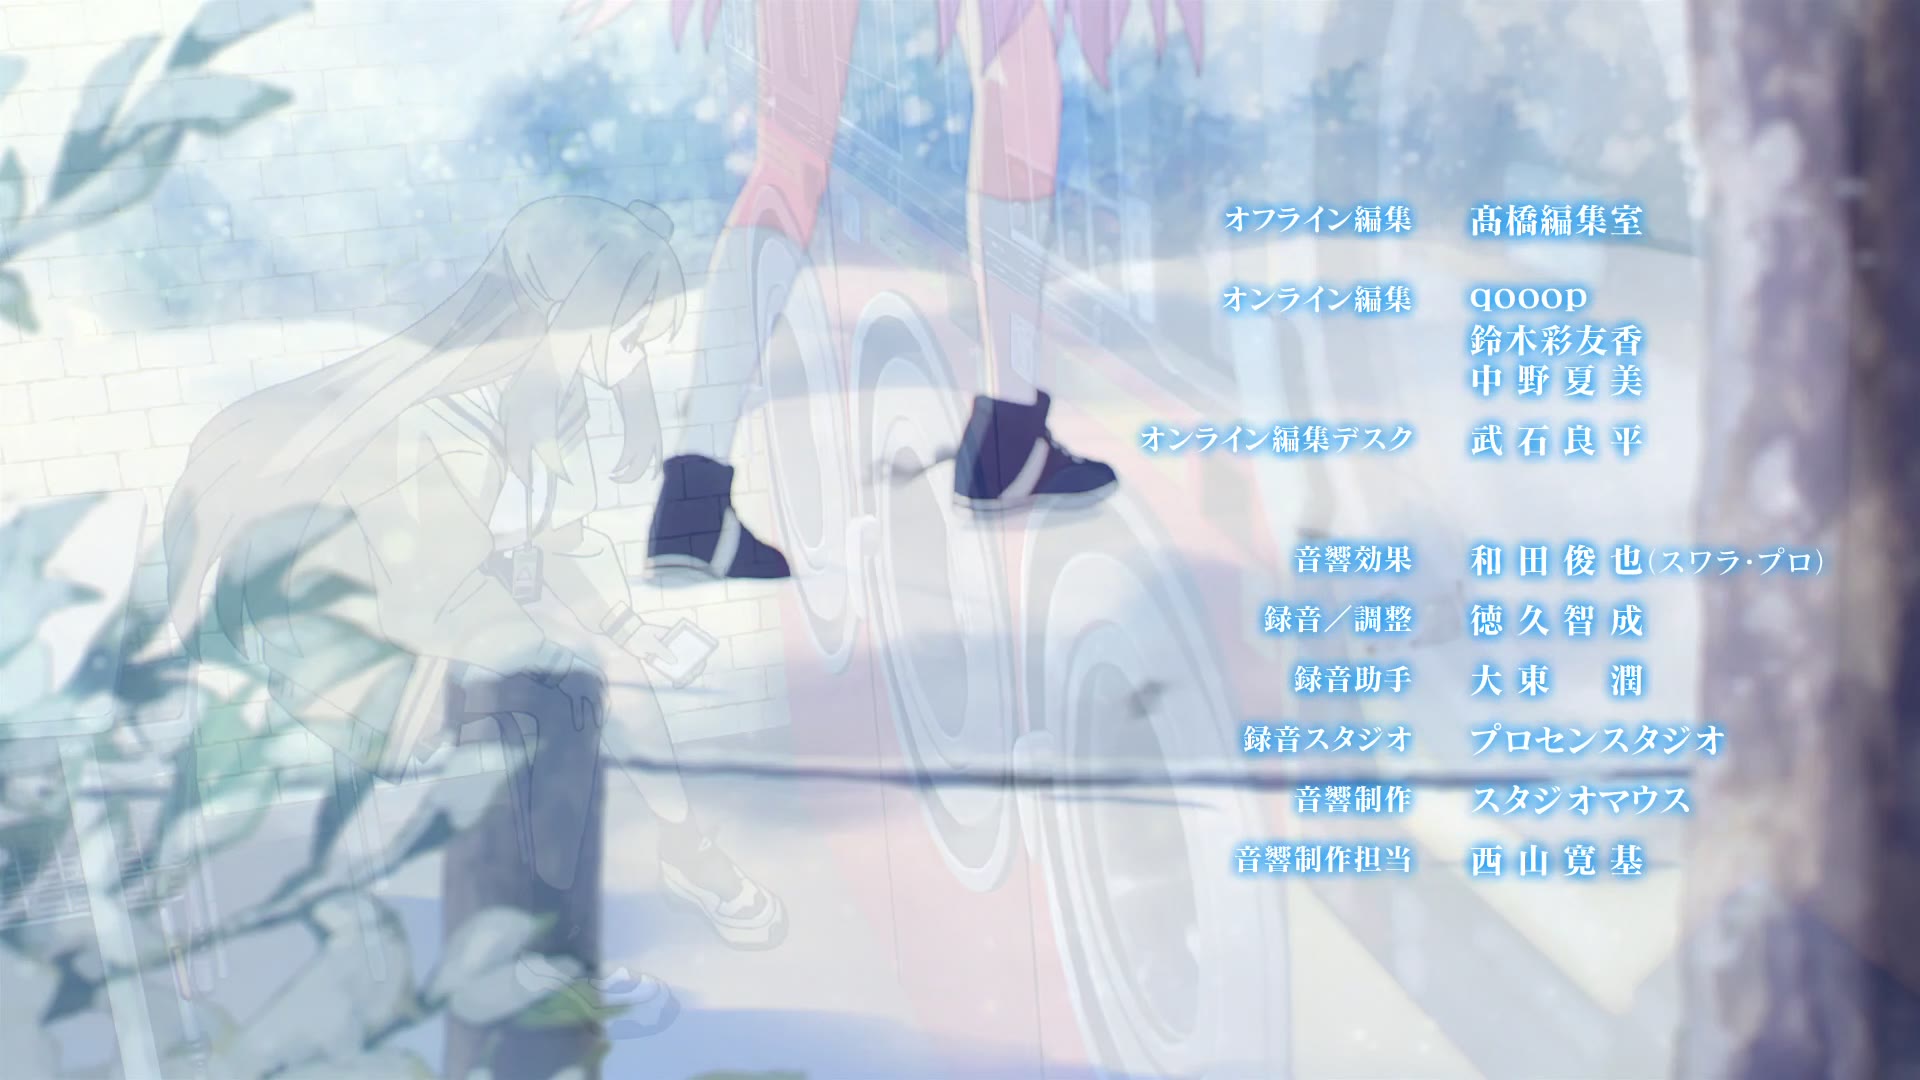 オフライン編集 髙橋編集室
オンライン編集 qooop
鈴木彩友香
中野夏美
オンライン編集デスク 武石良平
音響効果 和田俊也(スワラ・プロ)
録音／調整 徳久智成
録音助手 大東 潤
録音スタジオ プロセンスタジオ
音響制作 スタジオマウス
音響制作担当 西山寛基